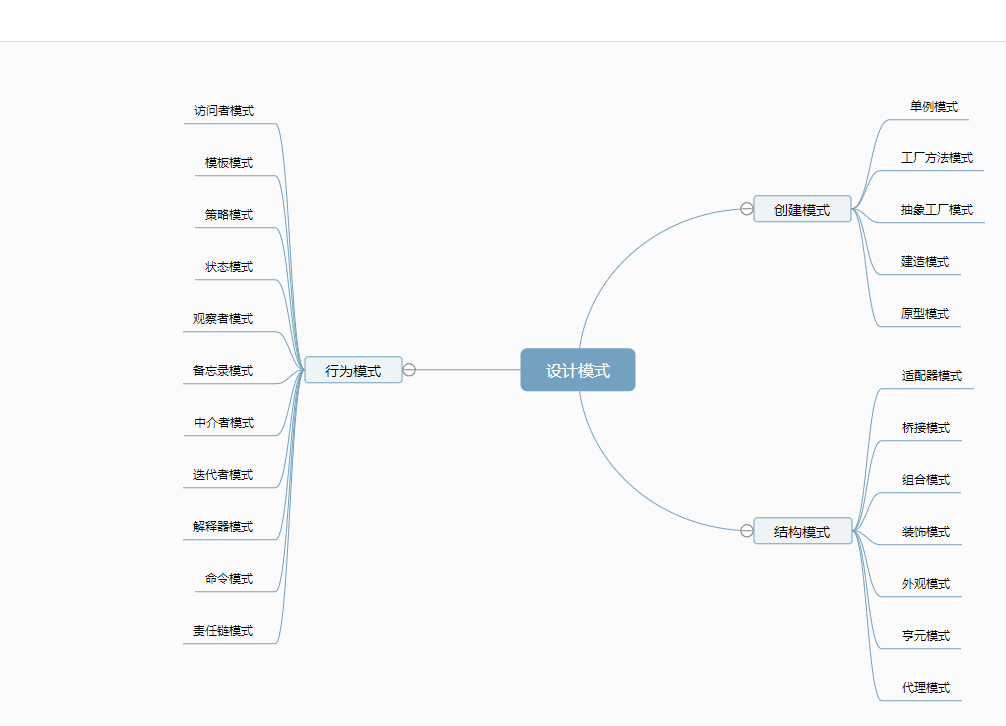 设计模式
创建模式
单例模式
工厂方法模式
抽象工厂模式
建造模式
原型模式
结构模式
适配器模式
桥接模式
组合模式
装饰模式
外观模式
亨元模式
代理模式
行为模式
访问者模式
模板模式
策略模式
状态模式
观察者模式
备忘录模式
中介者模式
迭代者模式
解释器模式
命令模式
责任链模式